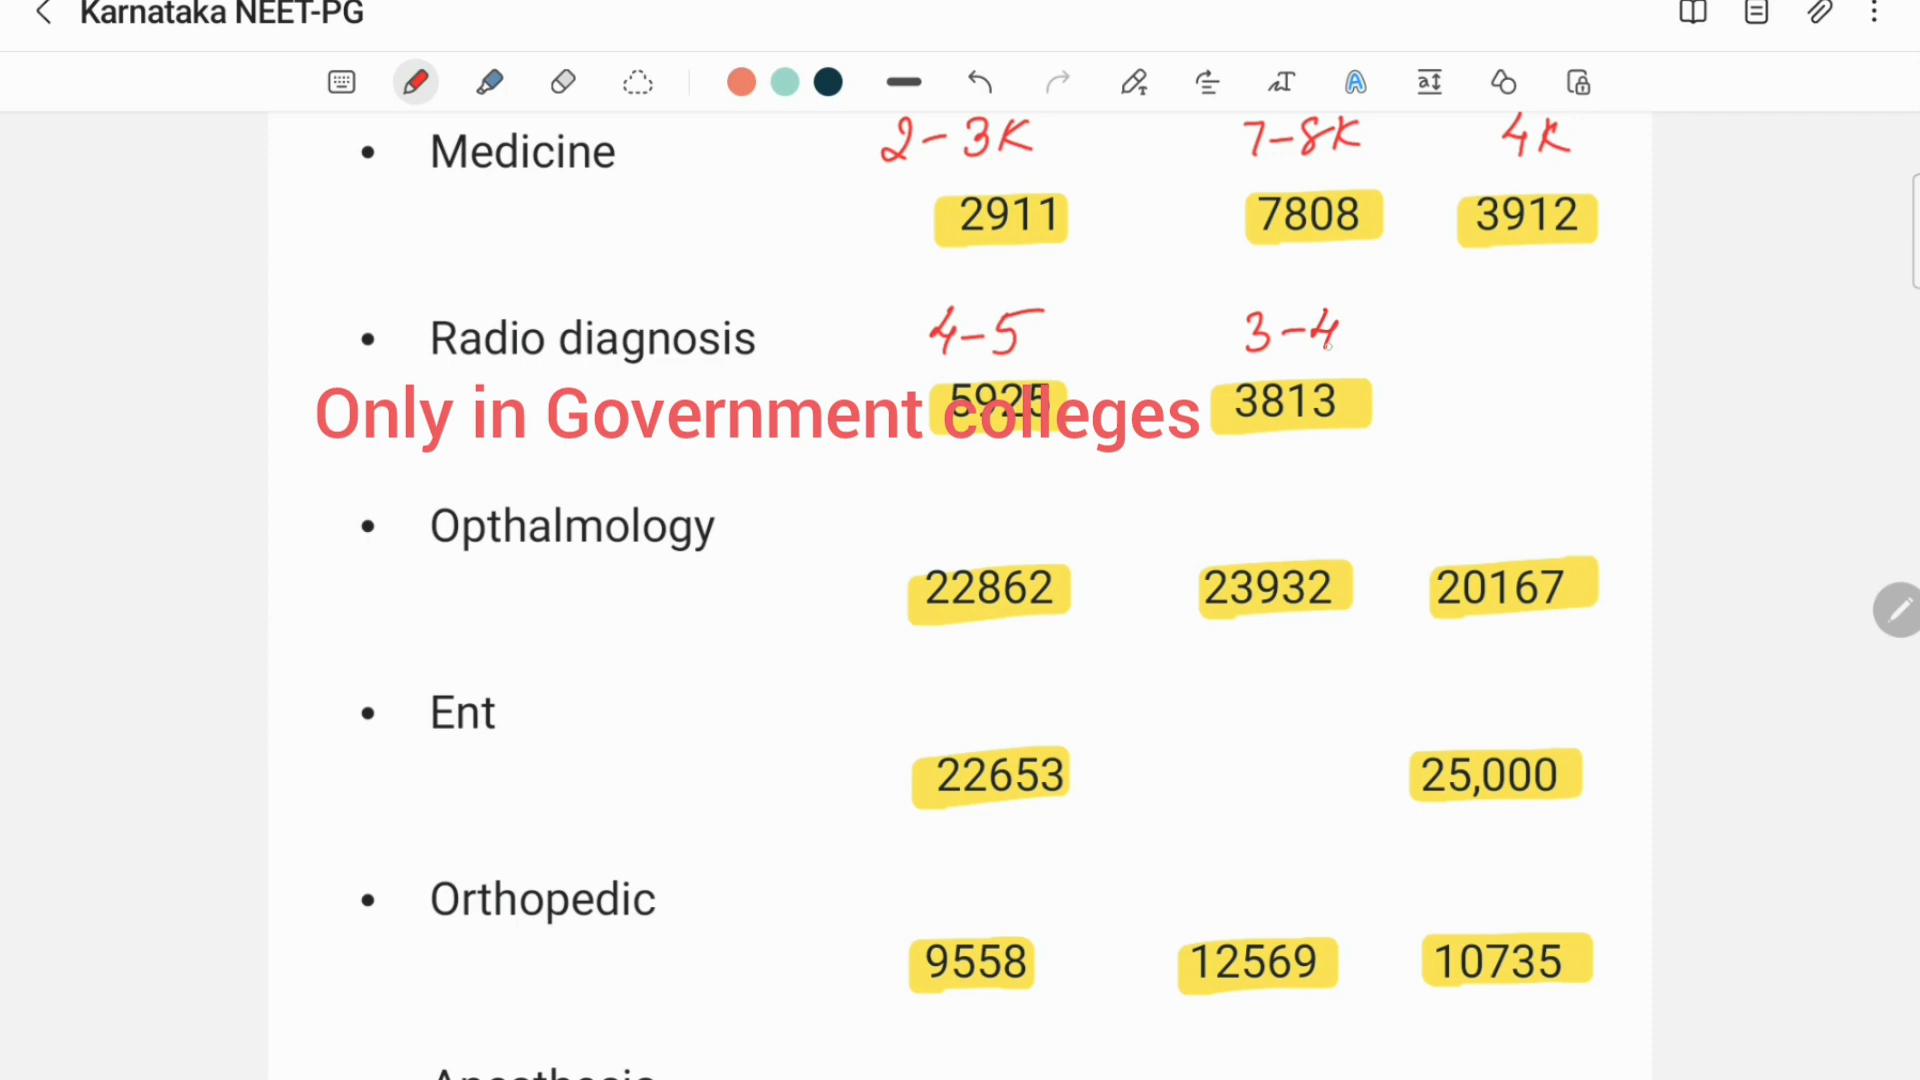 Karnataka NEET-PG
Medicine 2-3K 7-8K 4K
2911 7808 3912
Radio diagnosis 4-5 3-4
5925 3813
Only in Government colleges
Opthalmology
22862 23932 20167
Ent
22653 25,000
Orthopedic
9558 12569 10735